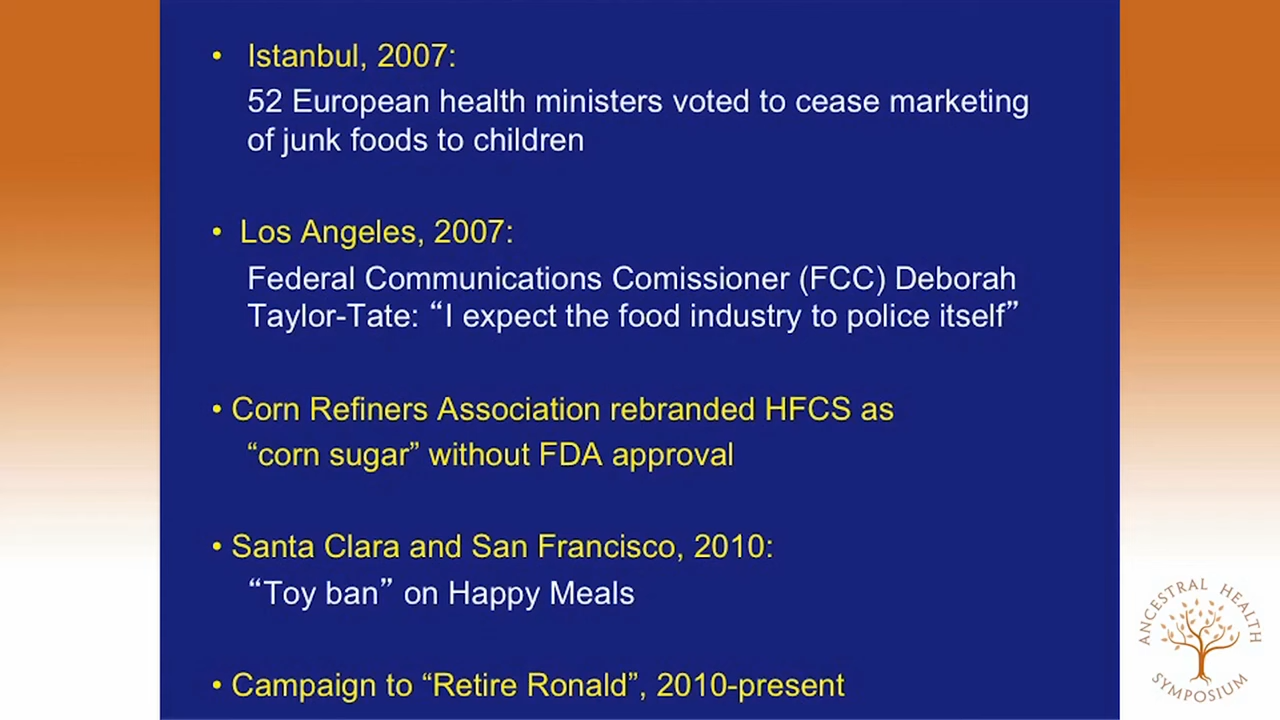 • Istanbul, 2007:
52 European health ministers voted to cease marketing
of junk foods to children
• Los Angeles, 2007:
Federal Communications Comissioner (FCC) Deborah
Taylor-Tate: “I expect the food industry to police itself”
• Corn Refiners Association rebranded HFCS as
“corn sugar” without FDA approval
• Santa Clara and San Francisco, 2010:
“Toy ban” on Happy Meals
• Campaign to “Retire Ronald”, 2010-present
ANCESTRAL HEALTH
SYMPOSIUM